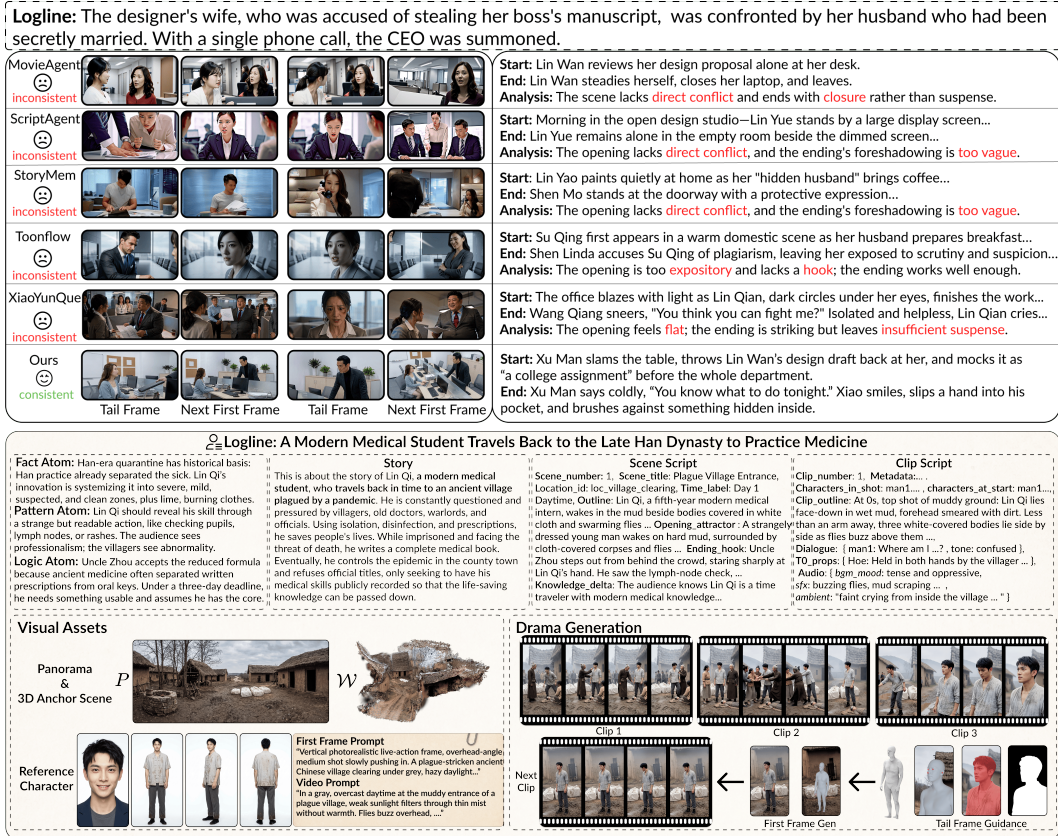 Logline: The designer's wife, who was accused of stealing her boss's manuscript, was confronted by her husband who had been
secretly married. With a single phone call, the CEO was summoned.
MovieAgent
inconsistent
Start: Lin Wan reviews her design proposal alone at her desk.
End: Lin Wan steadies herself, closes her laptop, and leaves.
Analysis: The scene lacks direct conflict and ends with closure rather than suspense.
ScriptAgent
inconsistent
Start: Morning in the open design studio—Lin Yue stands by a large display screen...
End: Lin Yue remains alone in the empty room beside the dimmed screen...
Analysis: The opening lacks direct conflict, and the ending's foreshadowing is too vague.
StoryMem
inconsistent
Start: Lin Yao paints quietly at home as her "hidden husband" brings coffee...
End: Shen Mo stands at the doorway with a protective expression...
Analysis: The opening lacks direct conflict, and the ending's foreshadowing is too vague.
Toonflow
inconsistent
Start: Su Qing first appears in a warm domestic scene as her husband prepares breakfast...
End: Shen Linda accuses Su Qing of plagiarism, leaving her exposed to scrutiny and suspicion...
Analysis: The opening is too expository and lacks a hook; the ending works well enough.
XiaoYunQue
inconsistent
Start: The office blazes with light as Lin Qian, dark circles under her eyes, finishes the work...
End: Wang Qiang sneers, "You think you can fight me?" Isolated and helpless, Lin Qian cries...
Analysis: The opening feels flat; the ending is striking but leaves insufficient suspense.
Ours
consistent
Start: Xu Man slams the table, throws Lin Wan's design draft back at her, and mocks it as
“a college assignment” before the whole department.
End: Xu Man says coldly, “You know what to do tonight.” Xiao smiles, slips a hand into his
pocket, and brushes against something hidden inside.
Tail Frame Next First Frame Tail Frame Next First Frame
Logline: A Modern Medical Student Travels Back to the Late Han Dynasty to Practice Medicine
Fact Atom: Han-era quarantine has historical basis:
Han practice already separated the sick. Lin Qi's
innovation is systemizing it into severe, mild,
suspected, and clean zones, plus lime, burning clothes.
Pattern Atom: Lin Qi should reveal his skill through
a strange but readable action, like checking pupils,
lymph nodes, or rashes. The audience sees
professionalism; the villagers see abnormality.
Logic Atom: Uncle Zhou accepts the reduced formula
because ancient medicine often separated written
prescriptions from oral keys. Under a three-day deadline,
he needs something usable and assumes he has the core.
Story
This is about the story of Lin Qi, a modern medical
student, who travels back in time to an ancient village
plagued by a pandemic. He is constantly questioned and
pressured by villagers, old doctors, warlords, and
officials. Using isolation, disinfection, and prescriptions,
he saves people's lives. While imprisoned and facing the
threat of death, he writes a complete medical book.
Eventually, he controls the epidemic in the county town
and refuses official titles, only seeking to have his
medical skills publicly recorded so that the life-saving
knowledge can be passed down.
Scene Script
Scene_number: 1, Scene_title: Plague Village Entrance,
Location_id: loc_village_clearing, Time_label: Day 1
Daytime, Outline: Lin Qi, a fifth-year modern medical
intern, wakes in the mud beside bodies covered in white
cloth and swarming flies ... Opening_attractor : A strangely
dressed young man wakes on hard mud, surrounded by
cloth-covered corpses and flies ... Ending_hook: Uncle
Zhou steps out from behind the crowd, staring sharply at
Lin Qi's hand. He saw the lymph-node check, ...
Knowledge_delta: The audience knows Lin Qi is a time
traveler with modern medical knowledge...
Clip Script
Clip_number: 1, Metadata:... .
Characters_in_shot: man1...., characters_at_start: man1...,
Clip_outline: At 0s, top shot of muddy ground: Lin Qi lies
face-down in wet mud, forehead smeared with dirt. Less
than an arm away, three white-covered bodies lie side by
side as flies buzz above them ....
Dialogue: { man1: Where am I ...? , tone: confused },
T0_props: { Hoe: Held in both hands by the villager ... },
Audio: { bgm_mood: tense and oppressive,
sfx: buzzing flies, mud scraping ... ,
ambient: "faint crying from inside the village ... " }
Visual Assets
Panorama
&
3D Anchor Scene
P
W
Reference
Character
First Frame Prompt
"Vertical photorealistic live-action frame, overhead-angle
medium shot slowly pushing in. A plague-stricken ancient
Chinese village clearing under grey, hazy daylight..."
Video Prompt
"In a gray, overcast daytime at the muddy entrance of a
plague village, weak sunlight filters through thin mist
without warmth. Flies buzz overhead, ...."
Drama Generation
Clip 1 Clip 2 Clip 3
Next
Clip
First Frame Gen
Tail Frame Guidance